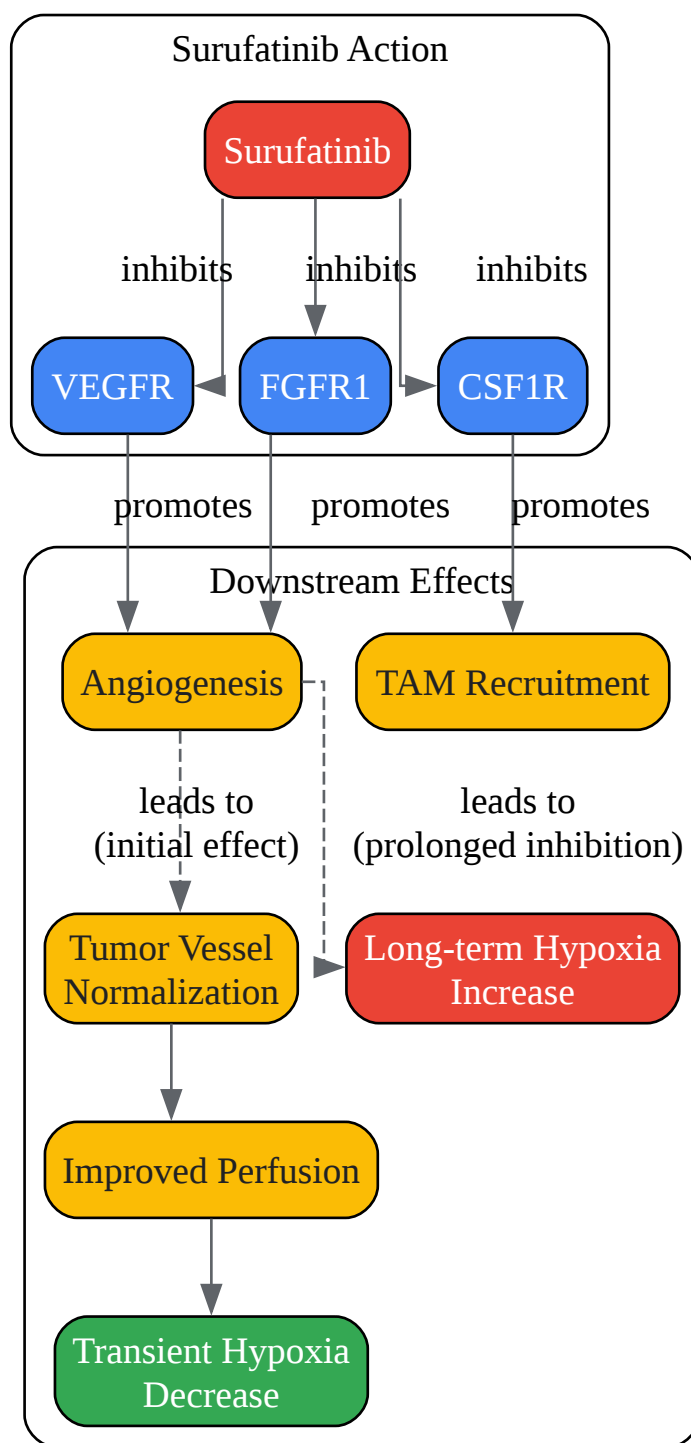 Surufatinib Action
Surufatinib
inhibits
inhibits
inhibits
VEGFR
FGFR1
CSF1R
promotes
promotes
promotes
Downstream Effects
Angiogenesis
TAM Recruitment
leads to
(initial effect)
leads to
(prolonged inhibition)
Tumor Vessel
Normalization
Long-term Hypoxia
Increase
Improved Perfusion
Transient Hypoxia
Decrease